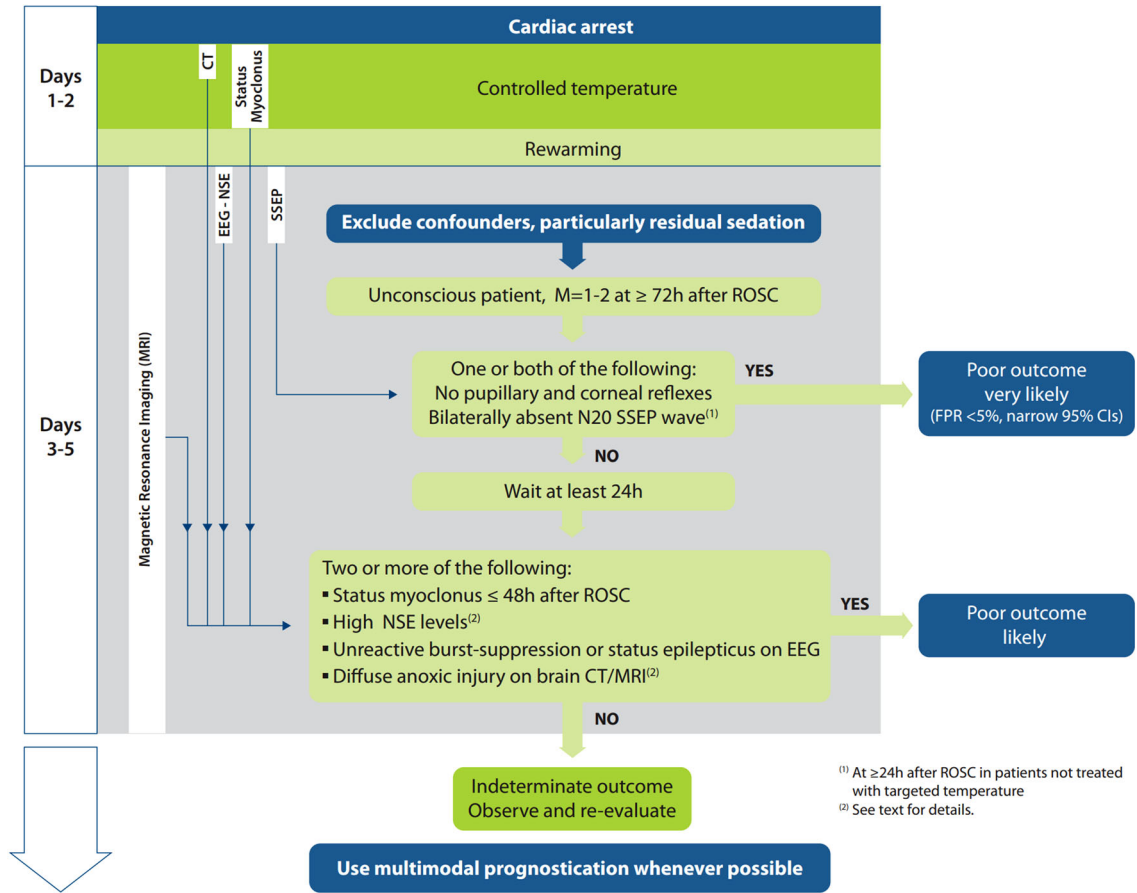 Cardiac arrest
Days
1-2
CT
Status
Myoclonus
Controlled temperature
Rewarming
Days
3-5
Magnetic Resonance Imaging (MRI)
EEG - NSE
SSEP
Exclude confounders, particularly residual sedation
Unconscious patient, M=1-2 at ≥ 72h after ROSC
One or both of the following:
No pupillary and corneal reflexes
Bilaterally absent N20 SSEP wave(1)
YES
Poor outcome
very likely
(FPR <5%, narrow 95% CIs)
NO
Wait at least 24h
Two or more of the following:
▪ Status myoclonus ≤ 48h after ROSC
▪ High NSE levels(2)
▪ Unreactive burst-suppression or status epilepticus on EEG
▪ Diffuse anoxic injury on brain CT/MRI(2)
YES
Poor outcome
likely
NO
Indeterminate outcome
Observe and re-evaluate
(1) At ≥24h after ROSC in patients not treated
with targeted temperature
(2) See text for details.
Use multimodal prognostication whenever possible